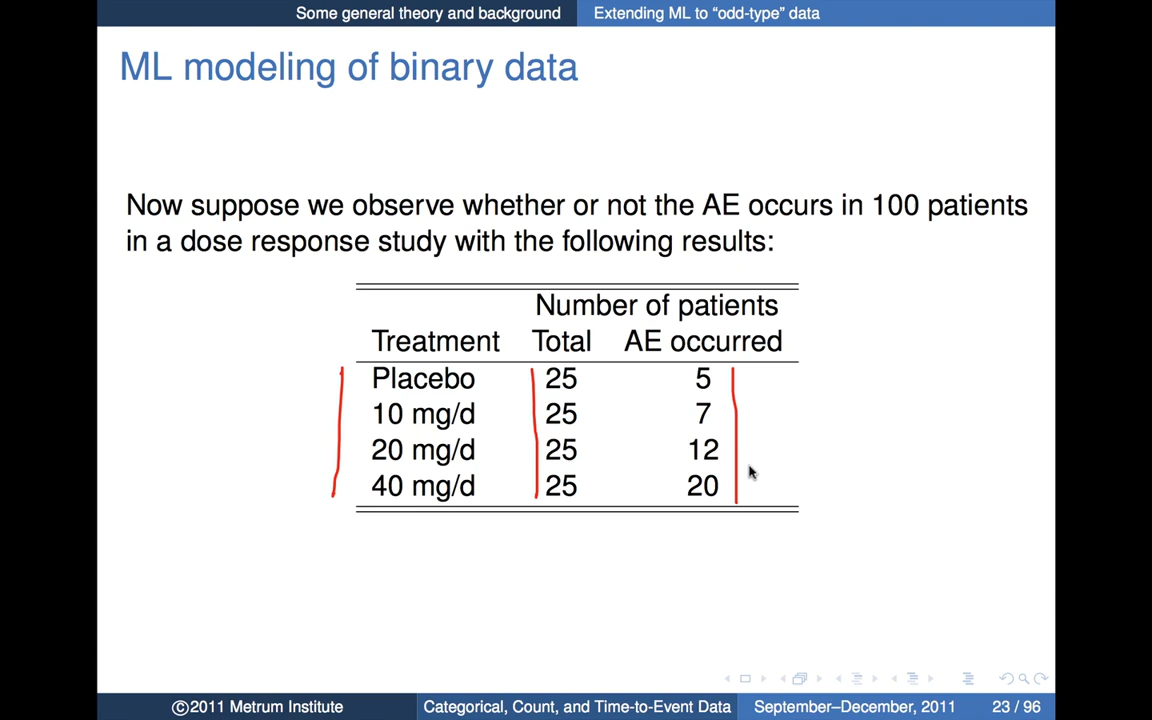 Some general theory and background Extending ML to “odd-type” data
ML modeling of binary data
Now suppose we observe whether or not the AE occurs in 100 patients
in a dose response study with the following results:
Number of patients
Treatment Total AE occurred
Placebo 25 5
10 mg/d 25 7
20 mg/d 25 12
40 mg/d 25 20
©2011 Metrum Institute Categorical, Count, and Time-to-Event Data September–December, 2011 23 / 96